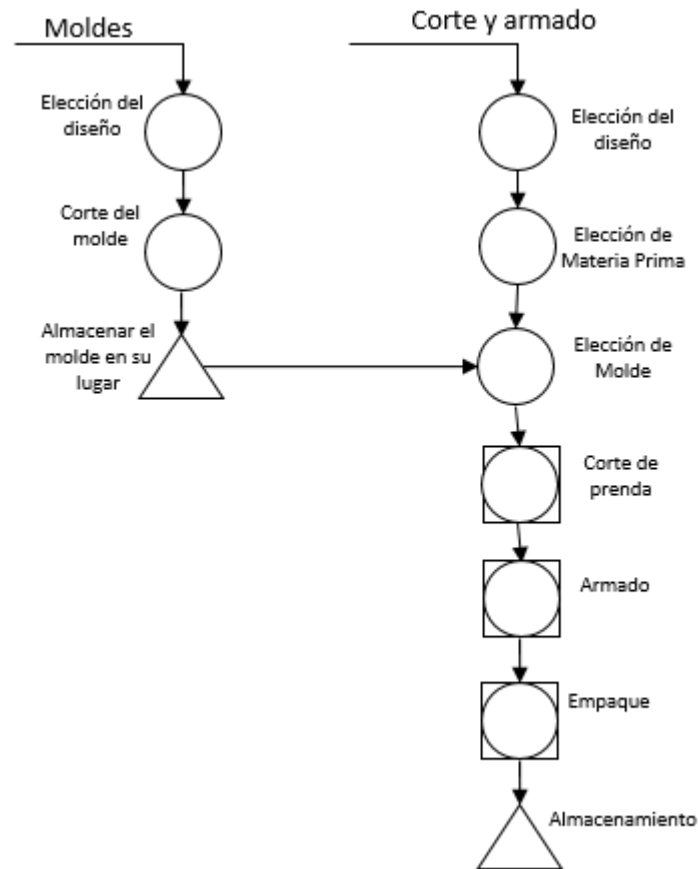 Moldes
Elección del
diseño
Corte del
molde
Almacenar el
molde en su
lugar
Corte y armado
Elección del
diseño
Elección de
Materia Prima
Elección de
Molde
Corte de
prenda
Armado
Empaque
Almacenamiento